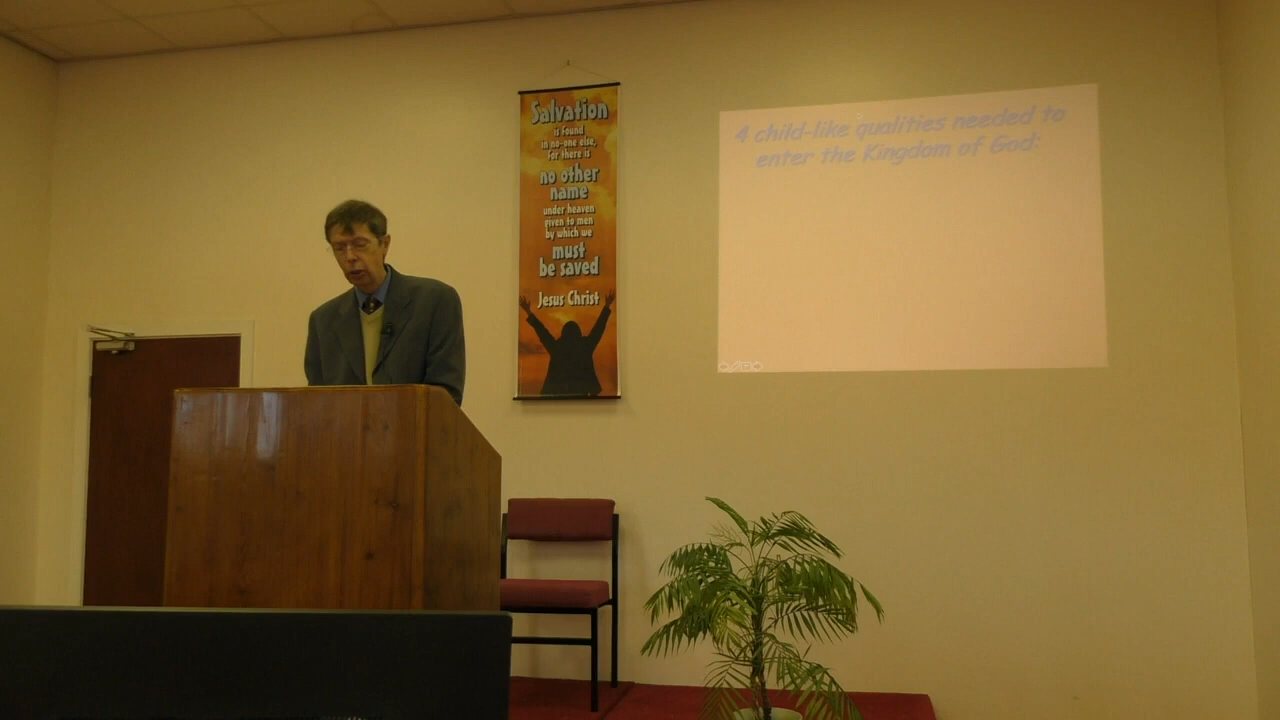 Salvation
is found
in no-one else,
for there is
no other
name
under heaven
given to men
by which we
must
be saved
Jesus Christ
4 child-like qualities needed to
enter the Kingdom of God: